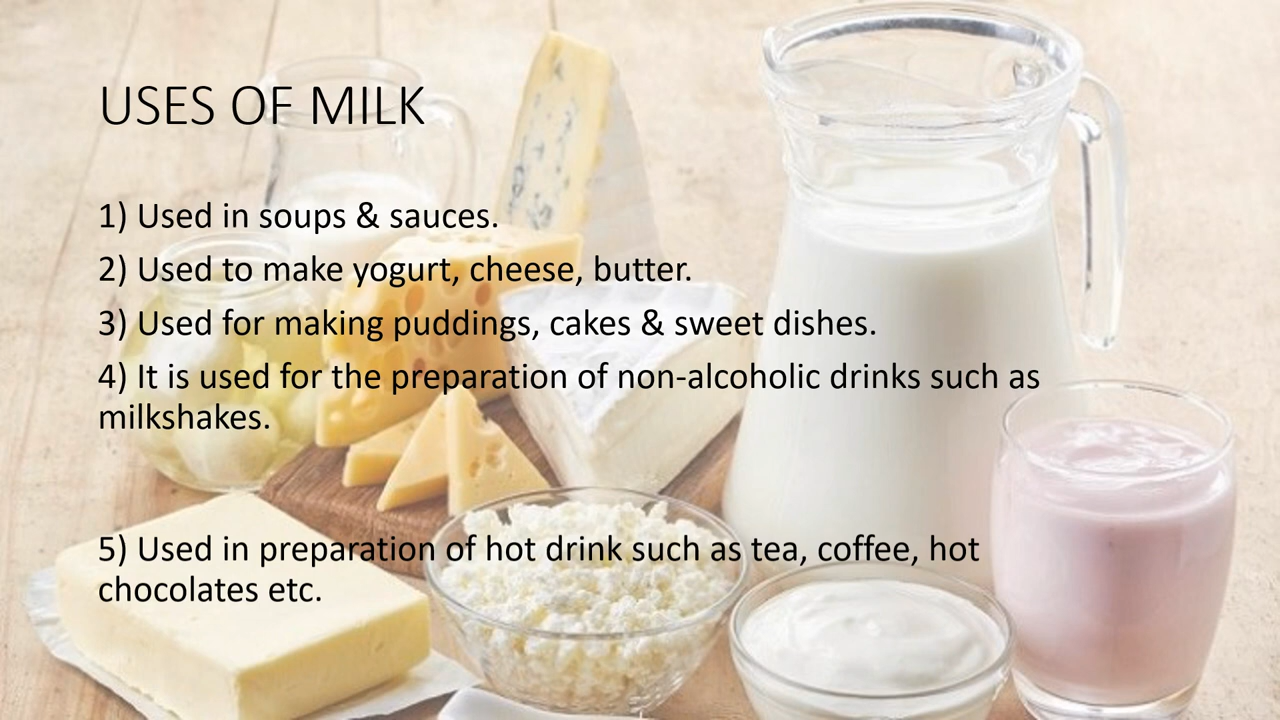 USES OF MILK
1) Used in soups & sauces.
2) Used to make yogurt, cheese, butter.
3) Used for making puddings, cakes & sweet dishes.
4) It is used for the preparation of non-alcoholic drinks such as
milkshakes.
5) Used in preparation of hot drink such as tea, coffee, hot
chocolates etc.